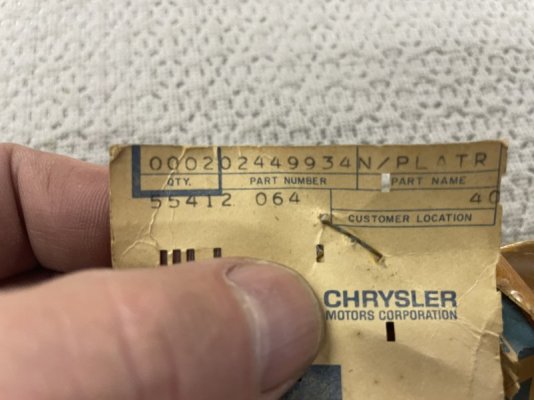 000202449934N/PLATR
QTY. PART NUMBER PART NAME
55412 064 40
CUSTOMER LOCATION
CHRYSLER
MOTORS CORPORATION